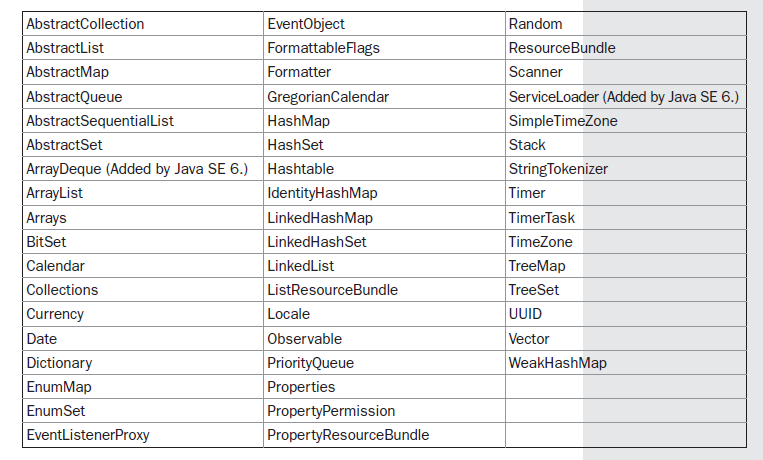 AbstractCollection EventObject Random
AbstractList FormattableFlags ResourceBundle
AbstractMap Formatter Scanner
AbstractQueue GregorianCalendar ServiceLoader (Added by Java SE 6.)
AbstractSequentialList HashMap SimpleTimeZone
AbstractSet HashSet Stack
ArrayDeque (Added by Java SE 6.) Hashtable StringTokenizer
ArrayList IdentityHashMap Timer
Arrays LinkedHashMap TimerTask
BitSet LinkedHashSet TimeZone
Calendar LinkedList TreeMap
Collections ListResourceBundle TreeSet
Currency Locale UUID
Date Observable Vector
Dictionary PriorityQueue WeakHashMap
EnumMap Properties
EnumSet PropertyPermission
EventListenerProxy PropertyResourceBundle